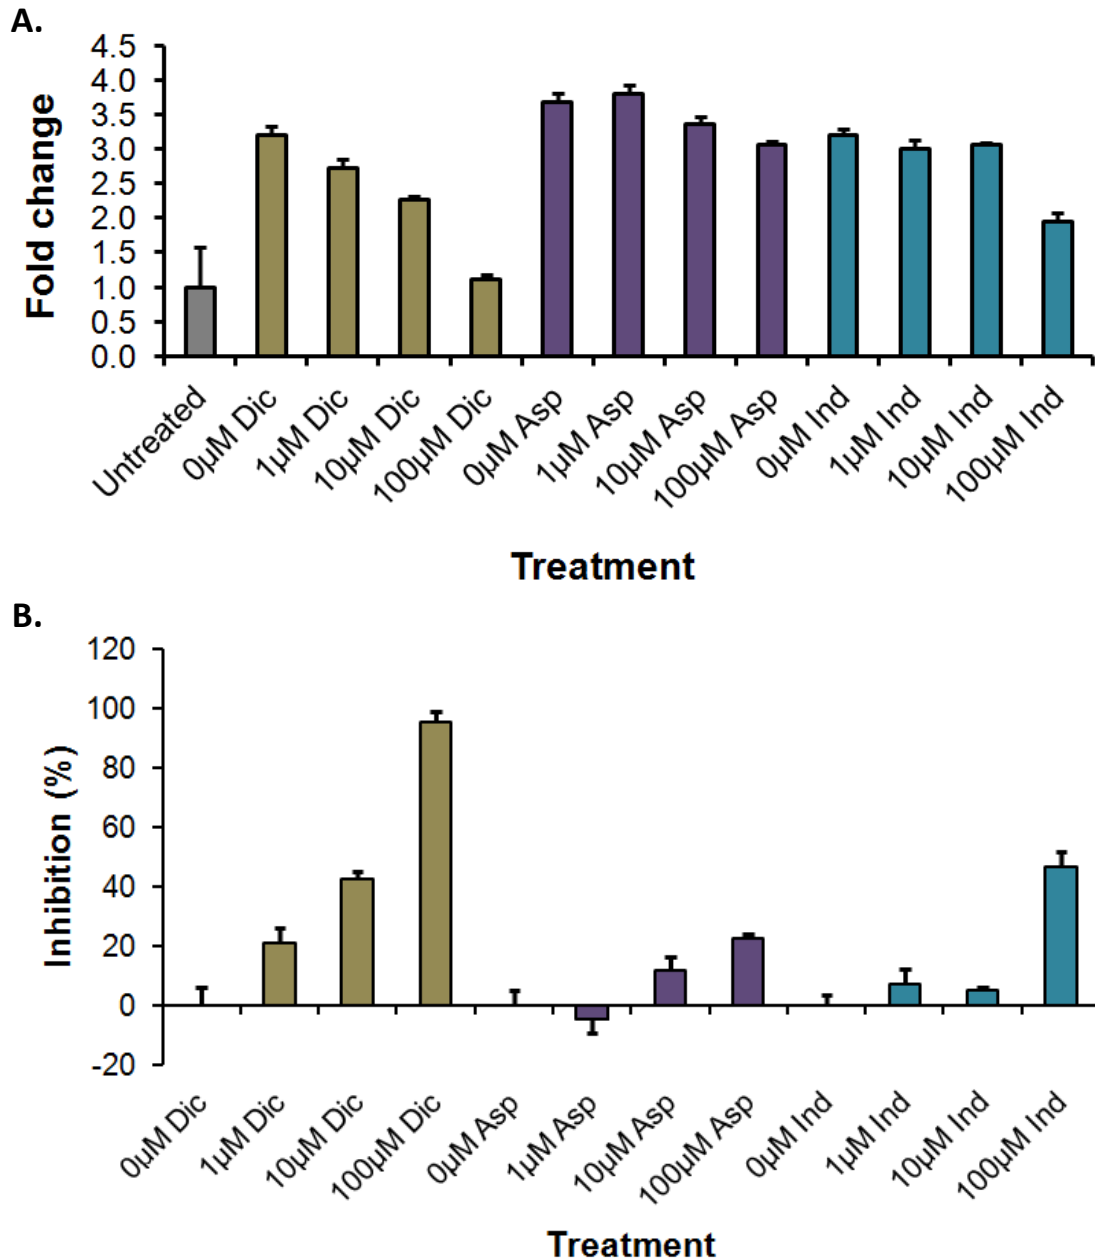 A.
4.5
4.0
3.5
3.0
2.5
2.0
1.5
1.0
0.5
0.0
Fold change
Untreated
0µM Dic
1µM Dic
10µM Dic
100µM Dic
0µM Asp
1µM Asp
10µM Asp
100µM Asp
0µM Ind
1µM Ind
10µM Ind
100µM Ind
Treatment
B.
120
100
80
60
40
20
0
-20
Inhibition (%)
0µM Dic
1µM Dic
10µM Dic
100µM Dic
0µM Asp
1µM Asp
10µM Asp
100µM Asp
0µM Ind
1µM Ind
10µM Ind
100µM Ind
Treatment